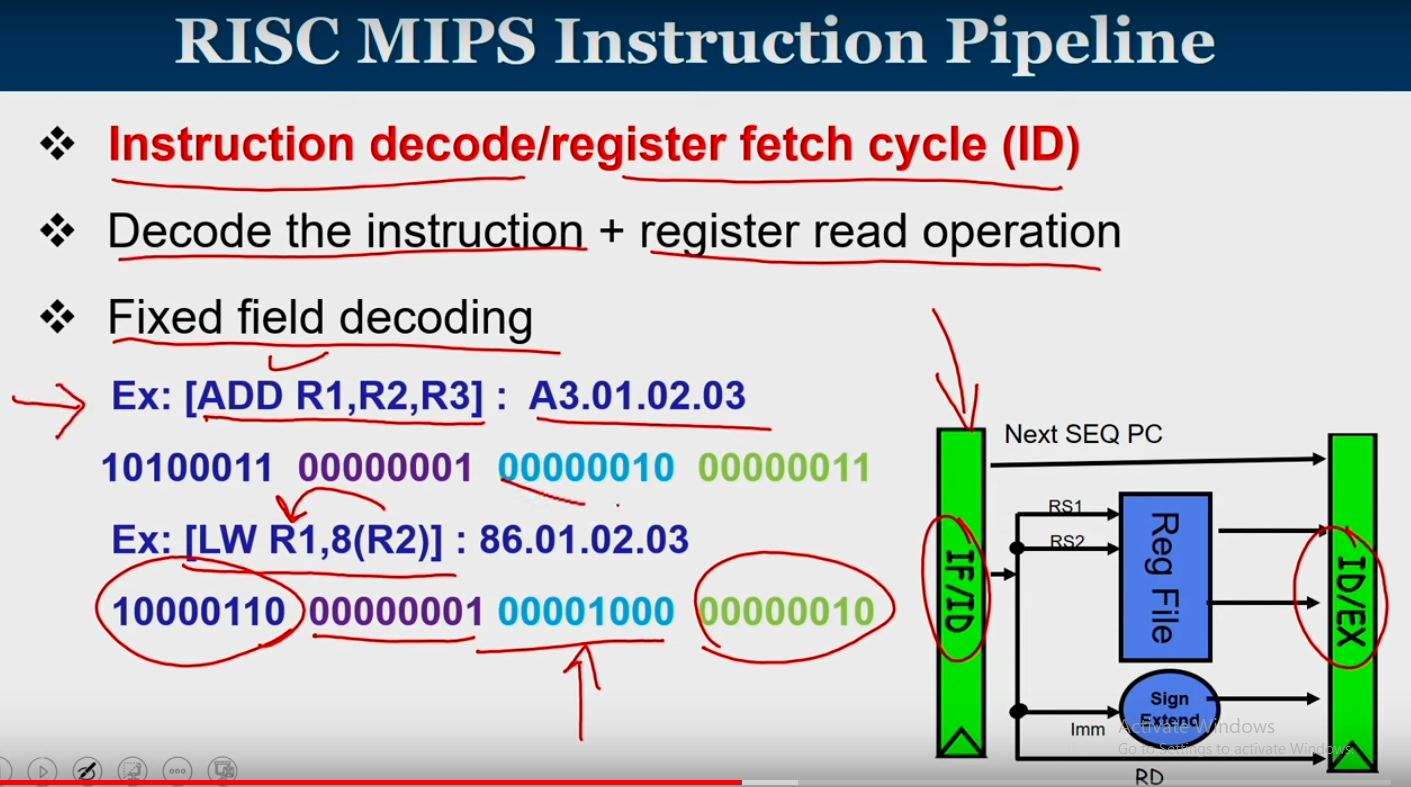 RISC MIPS Instruction Pipeline
❖ Instruction decode/register fetch cycle (ID)
❖ Decode the instruction + register read operation
❖ Fixed field decoding
Ex: [ADD R1,R2,R3] : A3.01.02.03
10100011 00000001 00000010 00000011
Ex: [LW R1,8(R2)] : 86.01.02.03
10000110 00000001 00001000 00000010
Next SEQ PC
IF/ID
RS1
RS2
Reg File
ID/EX
Sign
Extend
Imm
RD
Activate Windows
Go to Settings to activate Windows.